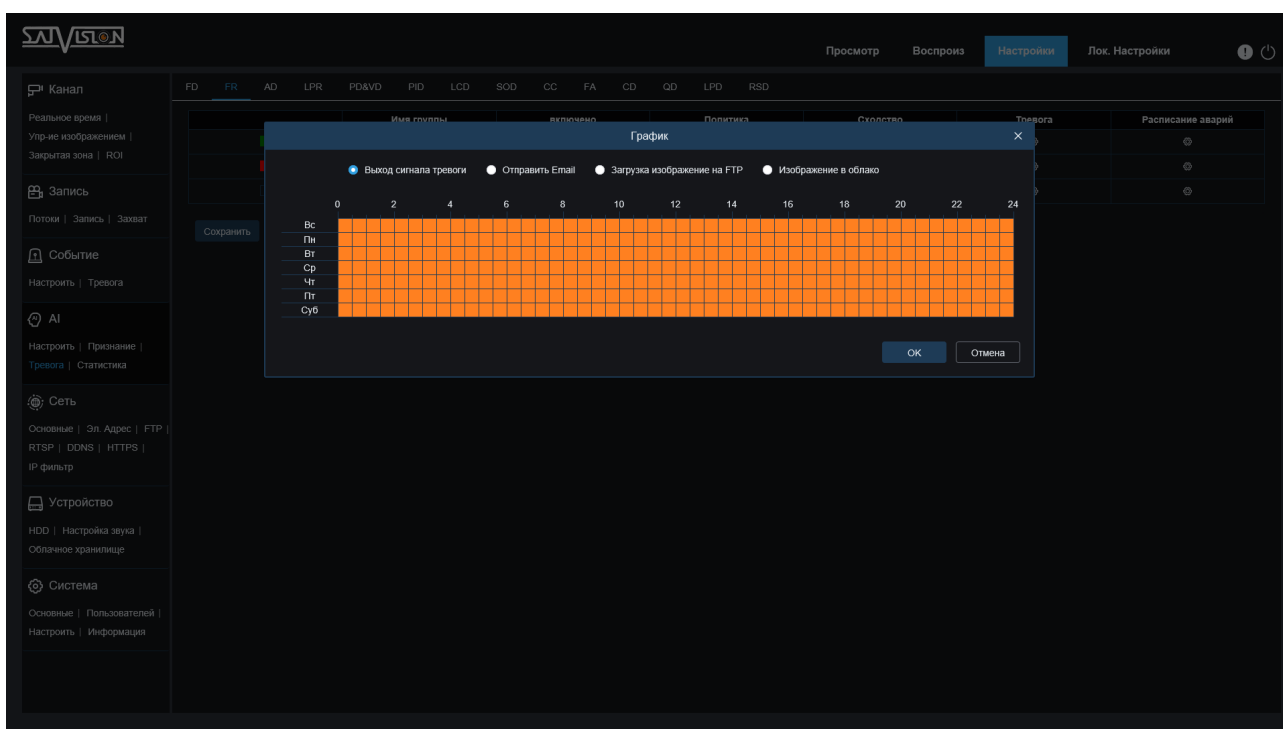 SATVISION
Просмотр Воспроиз Настройки Лок. Настройки
Канал
FD FR AD LPR PD&VD PID LCD SOD CC FA CD QD LPD RSD
Реальное время |
Упр-ие изображением |
Закрытая зона | ROI
Имя группы включено Политика Сходство Тревога Расписание аварий
График
Выход сигнала тревоги Отправить Email Загрузка изображение на FTP Изображение в облако
Запись
Потоки | Запись | Захват
0 2 4 6 8 10 12 14 16 18 20 22 24
Сохранить
Вс
Пн
Вт
Ср
Чт
Пт
Суб
Событие
Настроить | Тревога
AI
Настроить | Признание |
Тревога | Статистика
OK Отмена
Сеть
Основные | Эл. Адрес | FTP |
RTSP | DDNS | HTTPS |
IP фильтр
Устройство
HDD | Настройка звука |
Облачное хранилище
Система
Основные | Пользователей |
Настроить | Информация